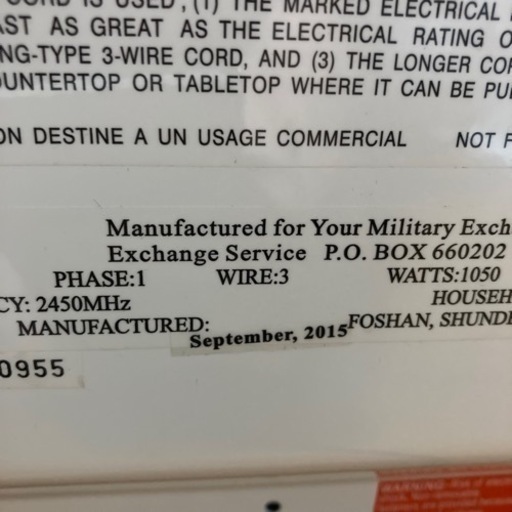 CORD IS USED, (1) THE MARKED ELECTRICAL
AST AS GREAT AS THE ELECTRICAL RATING O
NG-TYPE 3-WIRE CORD, AND (3) THE LONGER COR
OUNTERTOP OR TABLETOP WHERE IT CAN BE PU
ON DESTINE A UN USAGE COMMERCIAL NOT F
Manufactured for Your Military Exch
Exchange Service P.O. BOX 660202
PHASE:1 WIRE:3 WATTS:1050
CY: 2450MHz HOUSEH
MANUFACTURED: September, 2015 FOSHAN, SHUNDE
0955
WARNING